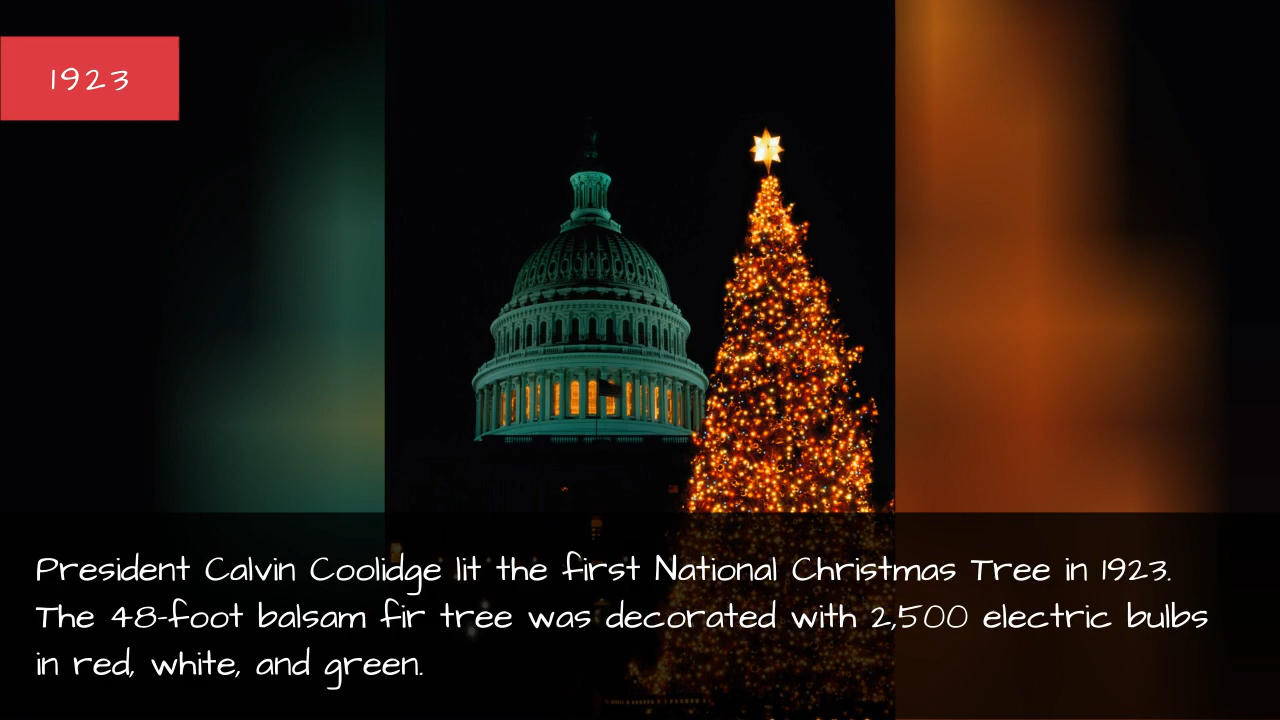 1923
President Calvin Coolidge lit the first National Christmas Tree in 1923.
The 48-foot balsam fir tree was decorated with 2,500 electric bulbs
in red, white, and green.